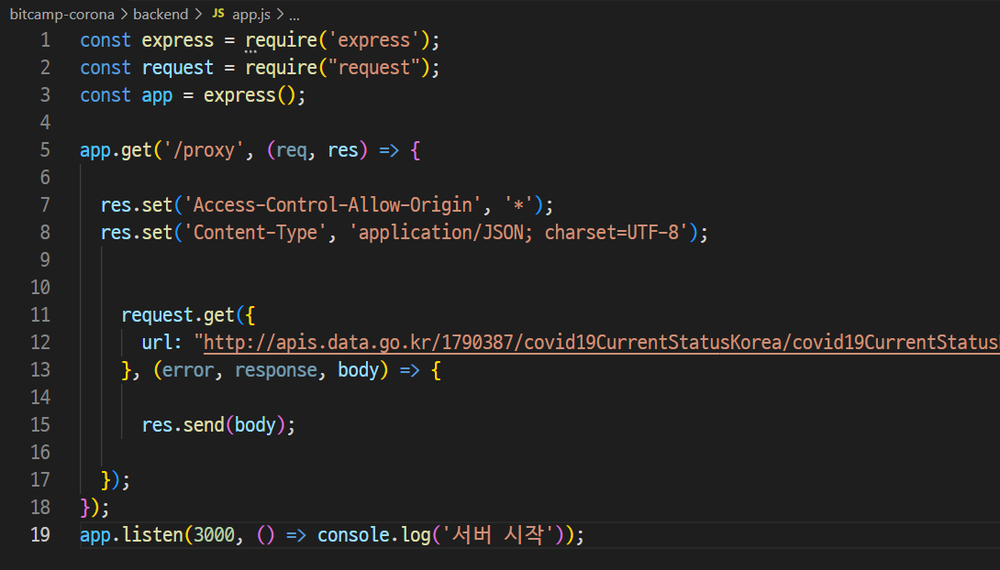 bitcamp-corona > backend > JS app.js > ...
1 const express = require('express');
2 const request = require("request");
3 const app = express();
4
5 app.get('/proxy', (req, res) => {
6
7 res.set('Access-Control-Allow-Origin', '*');
8 res.set('Content-Type', 'application/JSON; charset=UTF-8');
9
10
11 request.get({
12 url: "http://apis.data.go.kr/1790387/covid19CurrentStatusKorea/covid19CurrentStatus
13 }, (error, response, body) => {
14
15 res.send(body);
16
17 });
18 });
19 app.listen(3000, () => console.log('서버 시작'));